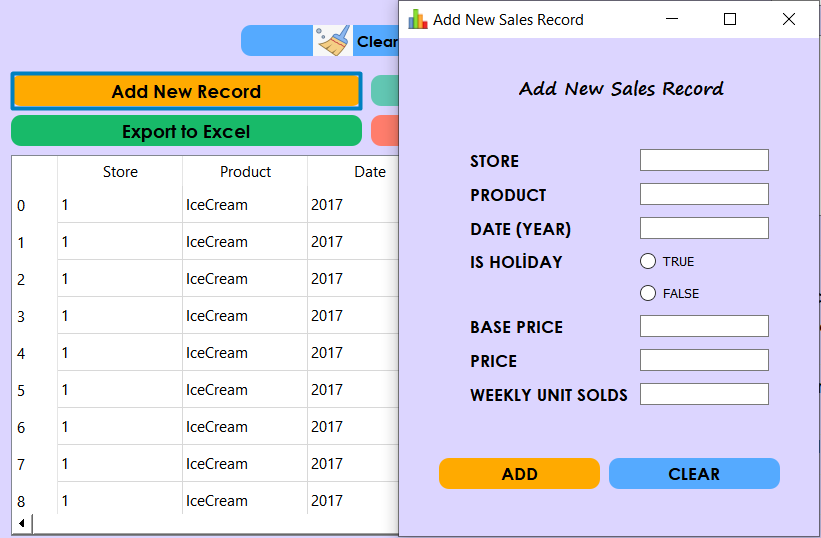 Add New Sales Record
Clear
Add New Record
Export to Excel
Store Product Date
0 1 IceCream 2017
1 1 IceCream 2017
2 1 IceCream 2017
3 1 IceCream 2017
4 1 IceCream 2017
5 1 IceCream 2017
6 1 IceCream 2017
7 1 IceCream 2017
8 1 IceCream 2017
Add New Sales Record
STORE
PRODUCT
DATE (YEAR)
IS HOLİDAY
TRUE
FALSE
BASE PRICE
PRICE
WEEKLY UNIT SOLDS
ADD
CLEAR